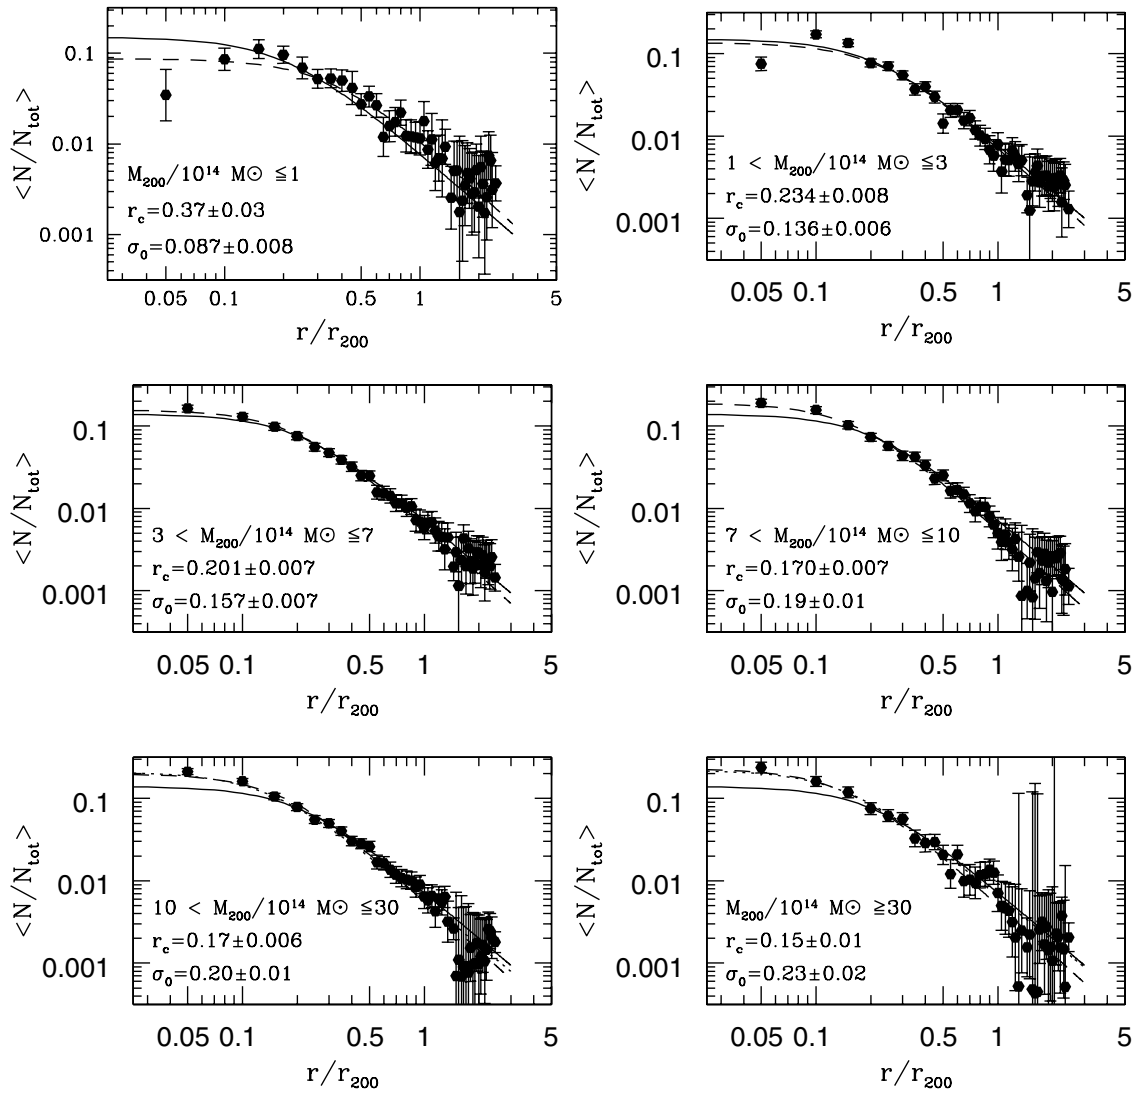 <N/N_tot>
0.1
0.01
0.001
M_200/10^14 M⊙ ≦1
r_c=0.37±0.03
σ_0=0.087±0.008
0.05 0.1 0.5 1 5
r/r_200
<N/N_tot>
0.1
0.01
0.001
1 < M_200/10^14 M⊙ ≦3
r_c=0.234±0.008
σ_0=0.136±0.006
0.05 0.1 0.5 1 5
r/r_200
<N/N_tot>
0.1
0.01
0.001
3 < M_200/10^14 M⊙ ≦7
r_c=0.201±0.007
σ_0=0.157±0.007
0.05 0.1 0.5 1 5
r/r_200
<N/N_tot>
0.1
0.01
0.001
7 < M_200/10^14 M⊙ ≦10
r_c=0.170±0.007
σ_0=0.19±0.01
0.05 0.1 0.5 1 5
r/r_200
<N/N_tot>
0.1
0.01
0.001
10 < M_200/10^14 M⊙ ≦30
r_c=0.17±0.006
σ_0=0.20±0.01
0.05 0.1 0.5 1 5
r/r_200
<N/N_tot>
0.1
0.01
0.001
M_200/10^14 M⊙ ≧30
r_c=0.15±0.01
σ_0=0.23±0.02
0.05 0.1 0.5 1 5
r/r_200